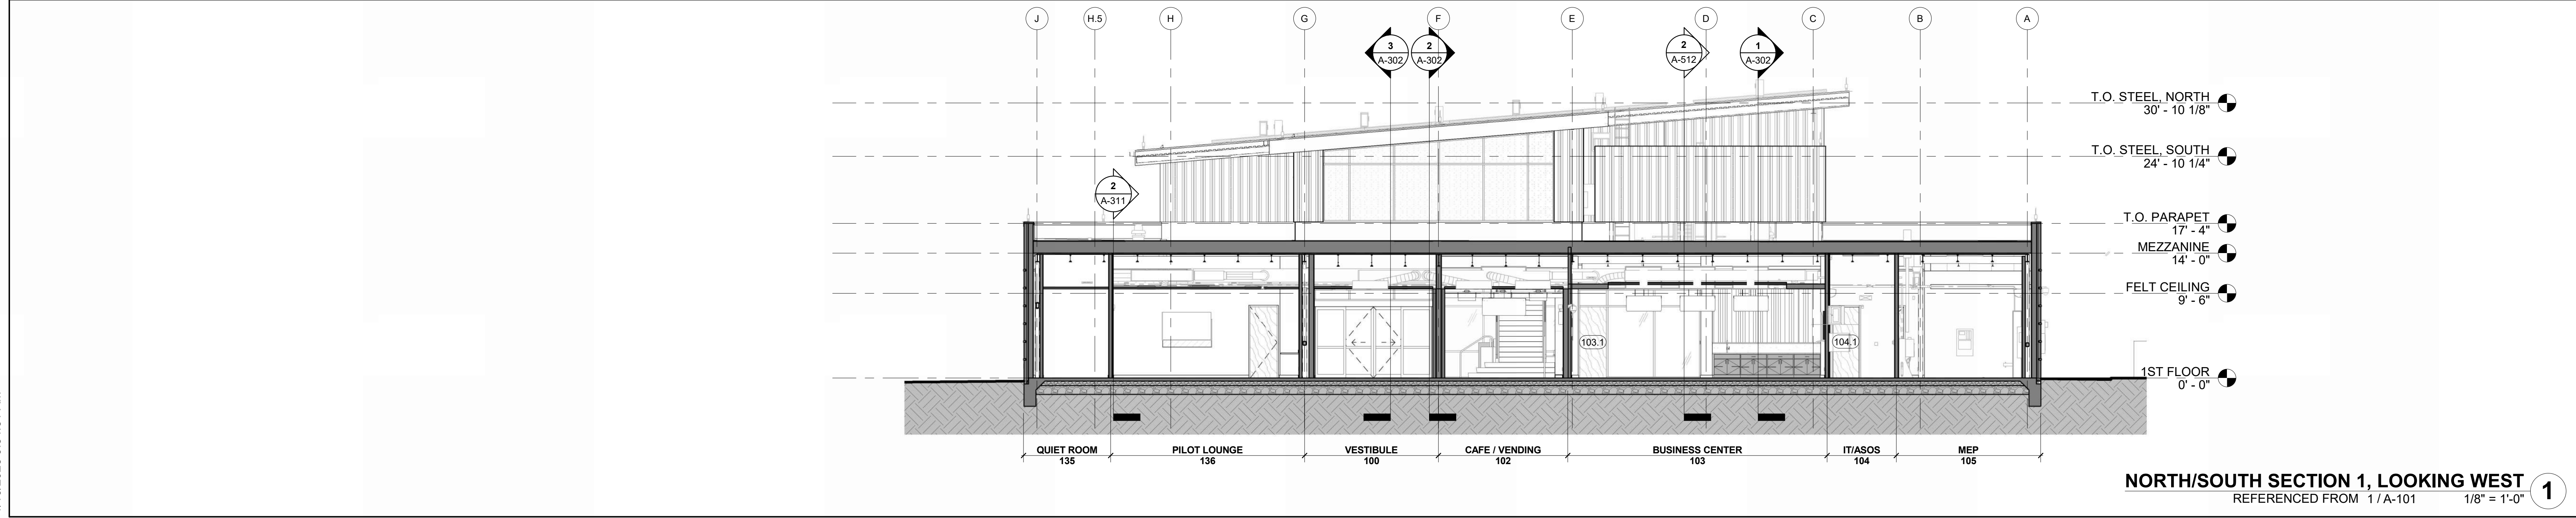 J
H.5
H
G
F
E
D
C
B
A
3
A-302
2
A-302
2
A-512
1
A-302
T.O. STEEL, NORTH
30' - 10 1/8"
T.O. STEEL, SOUTH
24' - 10 1/4"
2
A-311
T.O. PARAPET
17' - 4"
MEZZANINE
14' - 0"
FELT CEILING
9' - 6"
103.1
104.1
1ST FLOOR
0' - 0"
QUIET ROOM
135
PILOT LOUNGE
136
VESTIBULE
100
CAFE / VENDING
102
BUSINESS CENTER
103
IT/ASOS
104
MEP
105
NORTH/SOUTH SECTION 1, LOOKING WEST
REFERENCED FROM 1 / A-101 1/8" = 1'-0"
1